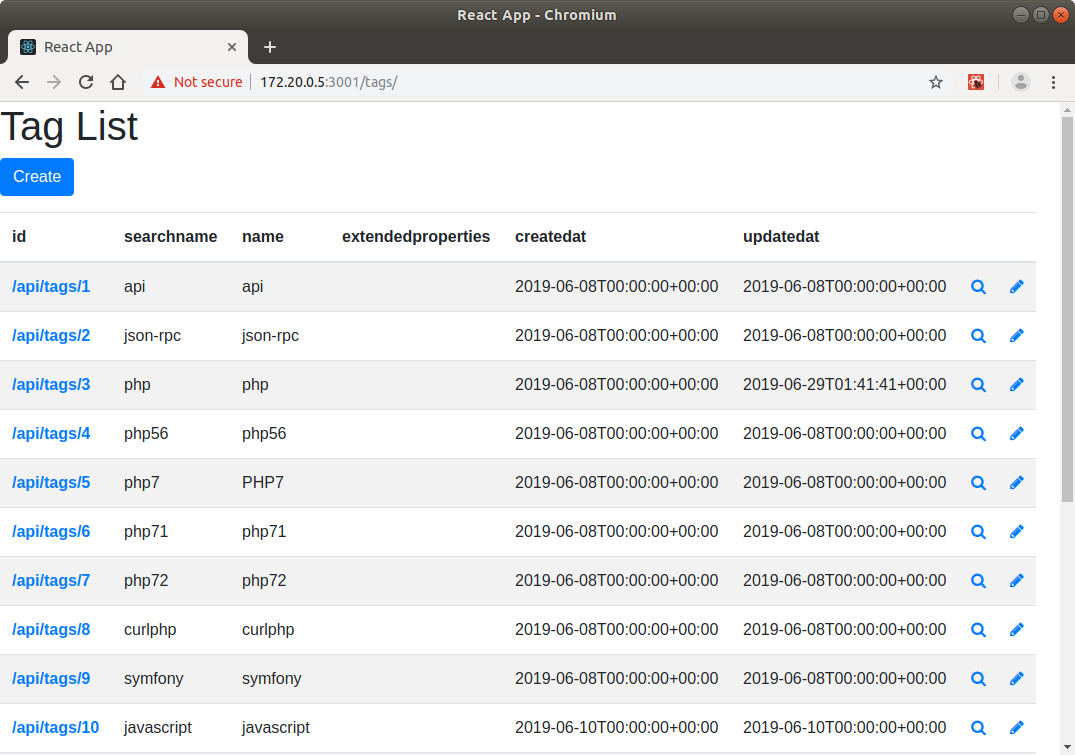 React App - Chromium
React App
Not secure 172.20.0.5:3001/tags/
Tag List
Create
id searchname name extendedproperties createdat updatedat
/api/tags/1 api api 2019-06-08T00:00:00+00:00 2019-06-08T00:00:00+00:00
/api/tags/2 json-rpc json-rpc 2019-06-08T00:00:00+00:00 2019-06-08T00:00:00+00:00
/api/tags/3 php php 2019-06-08T00:00:00+00:00 2019-06-29T01:41:41+00:00
/api/tags/4 php56 php56 2019-06-08T00:00:00+00:00 2019-06-08T00:00:00+00:00
/api/tags/5 php7 PHP7 2019-06-08T00:00:00+00:00 2019-06-08T00:00:00+00:00
/api/tags/6 php71 php71 2019-06-08T00:00:00+00:00 2019-06-08T00:00:00+00:00
/api/tags/7 php72 php72 2019-06-08T00:00:00+00:00 2019-06-08T00:00:00+00:00
/api/tags/8 curlphp curlphp 2019-06-08T00:00:00+00:00 2019-06-08T00:00:00+00:00
/api/tags/9 symfony symfony 2019-06-08T00:00:00+00:00 2019-06-08T00:00:00+00:00
/api/tags/10 javascript javascript 2019-06-10T00:00:00+00:00 2019-06-10T00:00:00+00:00